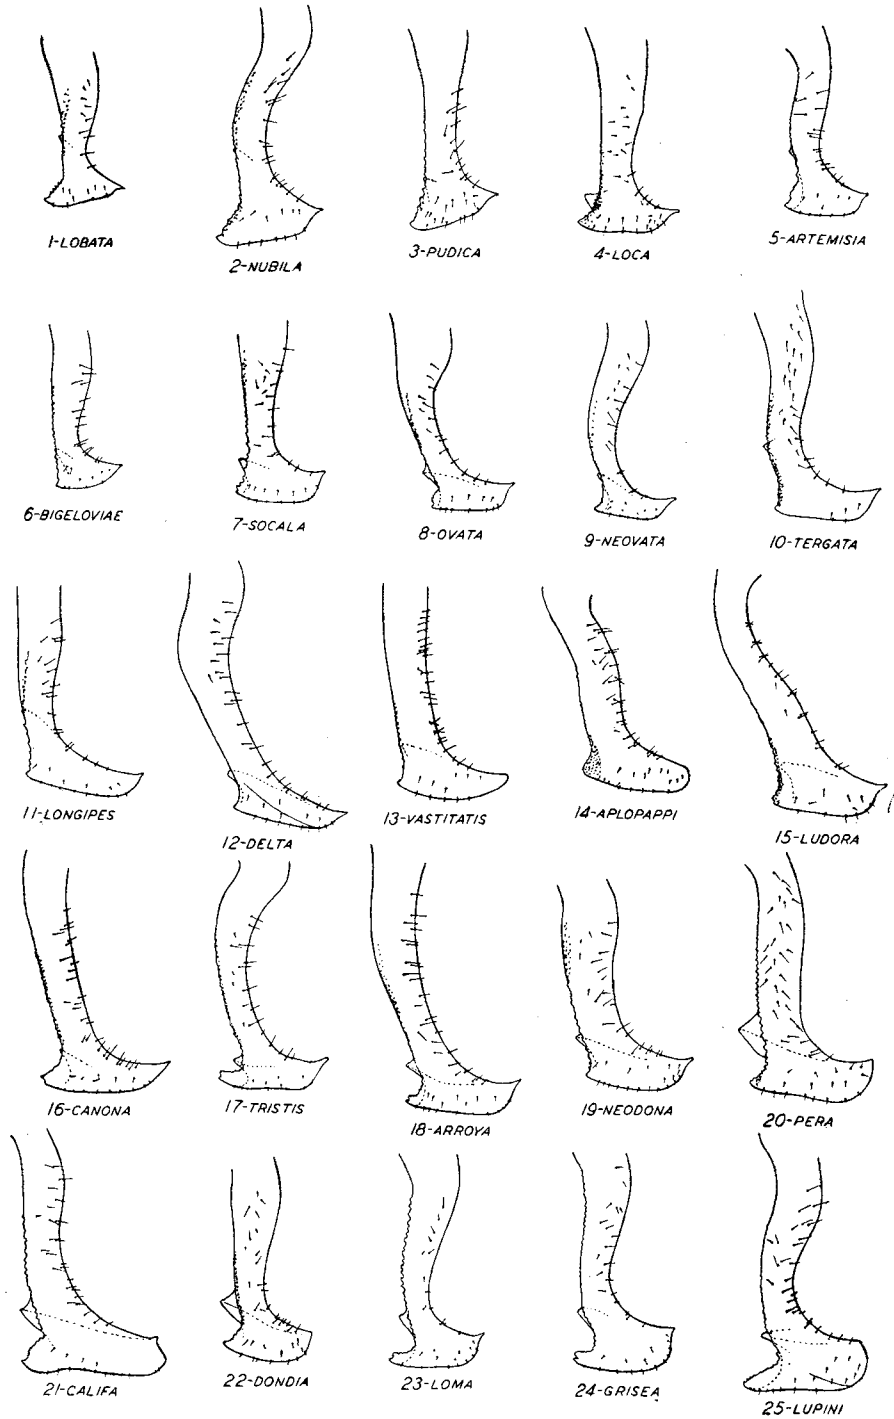 1-LOBATA
2-NUBILA
3-PUDICA
4-LOCA
5-ARTEMISIA
6-BIGELOVIAE
7-SOCALA
8-OVATA
9-NEOVATA
10-TERGATA
11-LONGIPES
12-DELTA
13-VASTITATIS
14-APLOPAPPI
15-LUDORA
16-CANONA
17-TRISTIS
18-ARROYA
19-NEODONA
20-PERA
21-CALIFA
22-DONDIA
23-LOMA
24-GRISEA
25-LUPINI